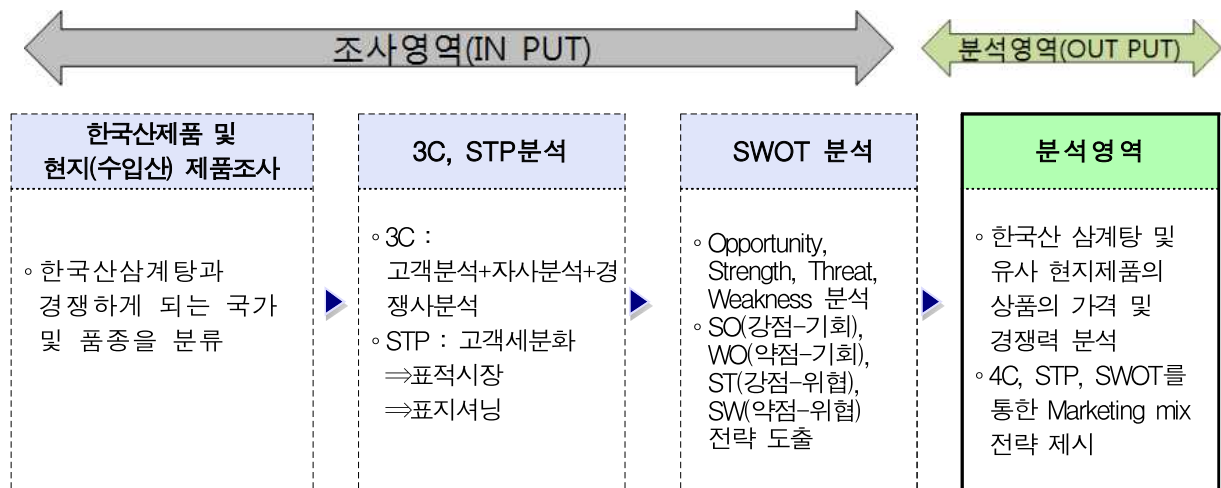 조사영역(IN PUT)
분석영역(OUT PUT)
한국산제품 및
현지(수입산) 제품조사
◦ 한국산삼계탕과
경쟁하게 되는 국가
및 품종을 분류
3C, STP분석
◦ 3C :
고객분석+자사분석+경
쟁사분석
◦ STP : 고객세분화
⇒표적시장
⇒표지셔닝
SWOT 분석
◦ Opportunity,
Strength, Threat,
Weakness 분석
◦ SO(강점-기회),
WO(약점-기회),
ST(강점-위협),
SW(약점-위협)
전략 도출
분석영역
◦ 한국산 삼계탕 및
유사 현지제품의
상품의 가격 및
경쟁력 분석
◦ 4C, STP, SWOT를
통한 Marketing mix
전략 제시